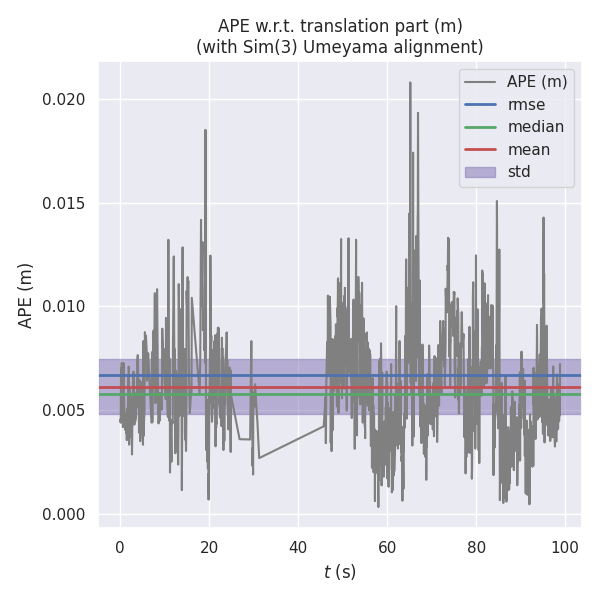 APE w.r.t. translation part (m)
(with Sim(3) Umeyama alignment)
APE (m)
rmse
median
mean
std
APE (m)
0.020
0.015
0.010
0.005
0.000
0
20
40
60
80
100
t (s)